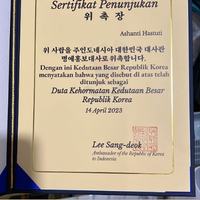 Sertifikat Penunjukan
위 촉 장
Ashanti Hastuti
위 사람을 주인도네시아 대한민국 대사관
명예홍보대사로 위촉합니다.
Dengan ini Kedutaan Besar Republik Korea
menyatakan bahwa yang disebut di atas telah
ditunjuk sebagai
Duta Kehormatan Kedutaan Besar
Republik Korea
14 April 2023
Lee Sang-deok
Ambassador of the Republic of Korea
to Indonesia